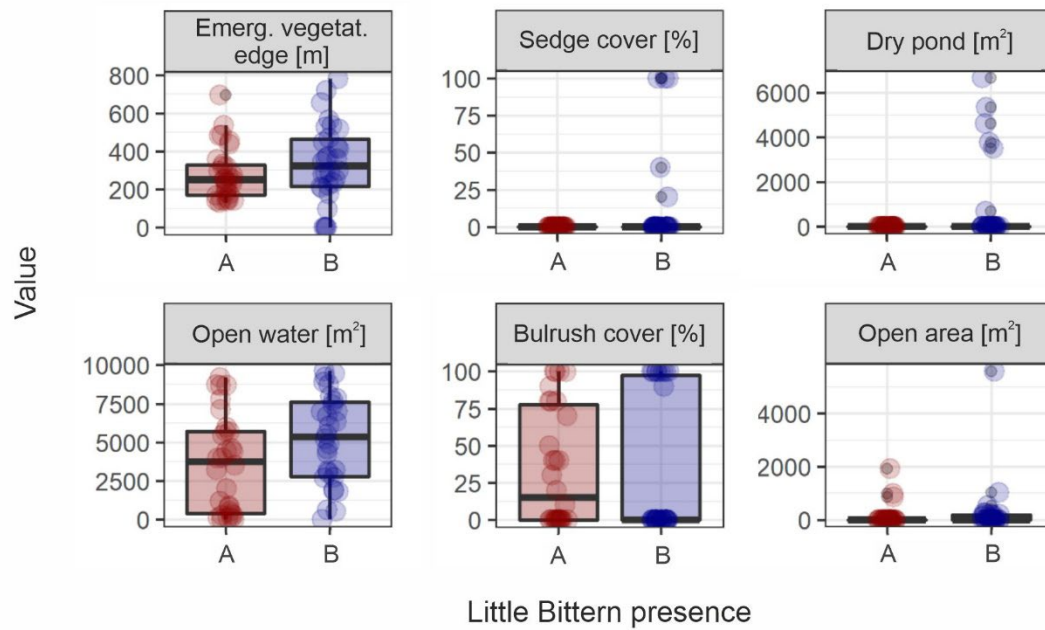 Emerg. vegetat.
edge [m]
Sedge cover [%]
Dry pond [m²]
800
600
400
200
0
100
75
50
25
0
6000
4000
2000
0
A
B
A
B
A
B
Value
Open water [m²]
Bulrush cover [%]
Open area [m²]
10000
7500
5000
2500
0
100
75
50
25
0
4000
2000
0
A
B
A
B
A
B
Little Bittern presence